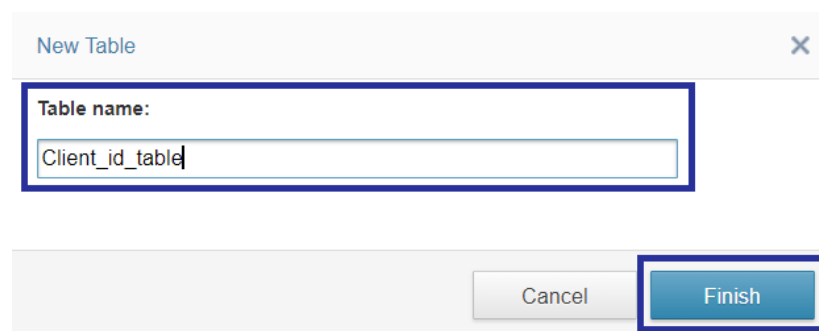 New Table
Table name:
Client_id_table
Cancel Finish